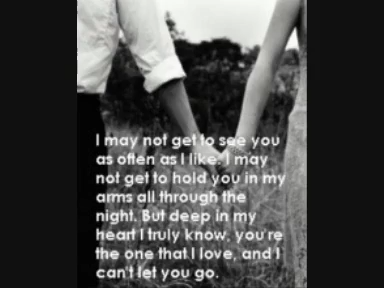 I may not get to see you
as often as I like. I may
not get to hold you in my
arms all through the
night. But deep in my
heart I truly know, you're
the one that I love, and I
can't let you go.